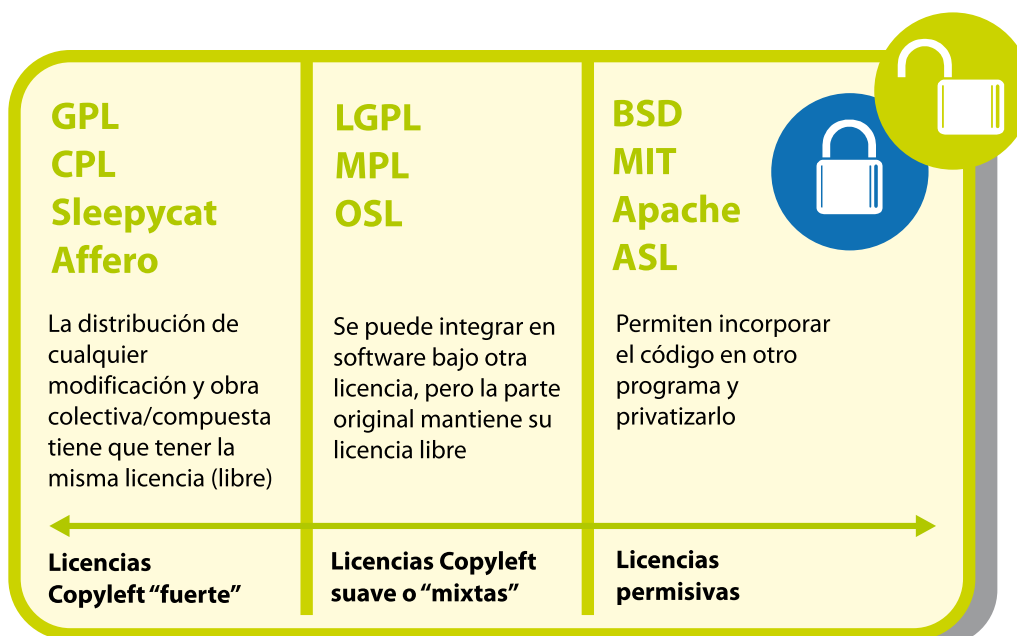 GPL
CPL
Sleepycat
Affero
La distribución de
cualquier
modificación y obra
colectiva/compuesta
tiene que tener la
misma licencia (libre)
Licencias
Copyleft “fuerte”
LGPL
MPL
OSL
Se puede integrar en
software bajo otra
licencia, pero la parte
original mantiene su
licencia libre
Licencias Copyleft
suave o “mixtas”
BSD
MIT
Apache
ASL
Permiten incorporar
el código en otro
programa y
privatizarlo
Licencias
permisivas